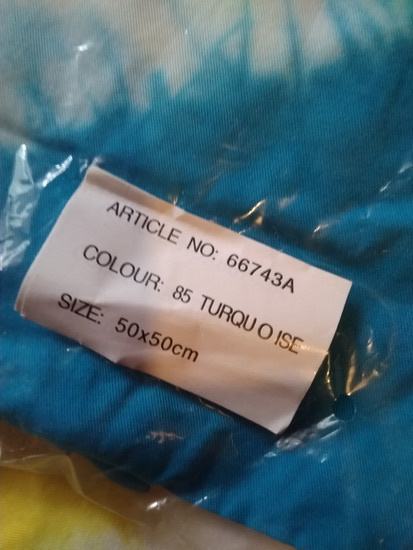 ARTICLE NO: 66743A
COLOUR: 85 TURQUOISE
SIZE: 50x50cm